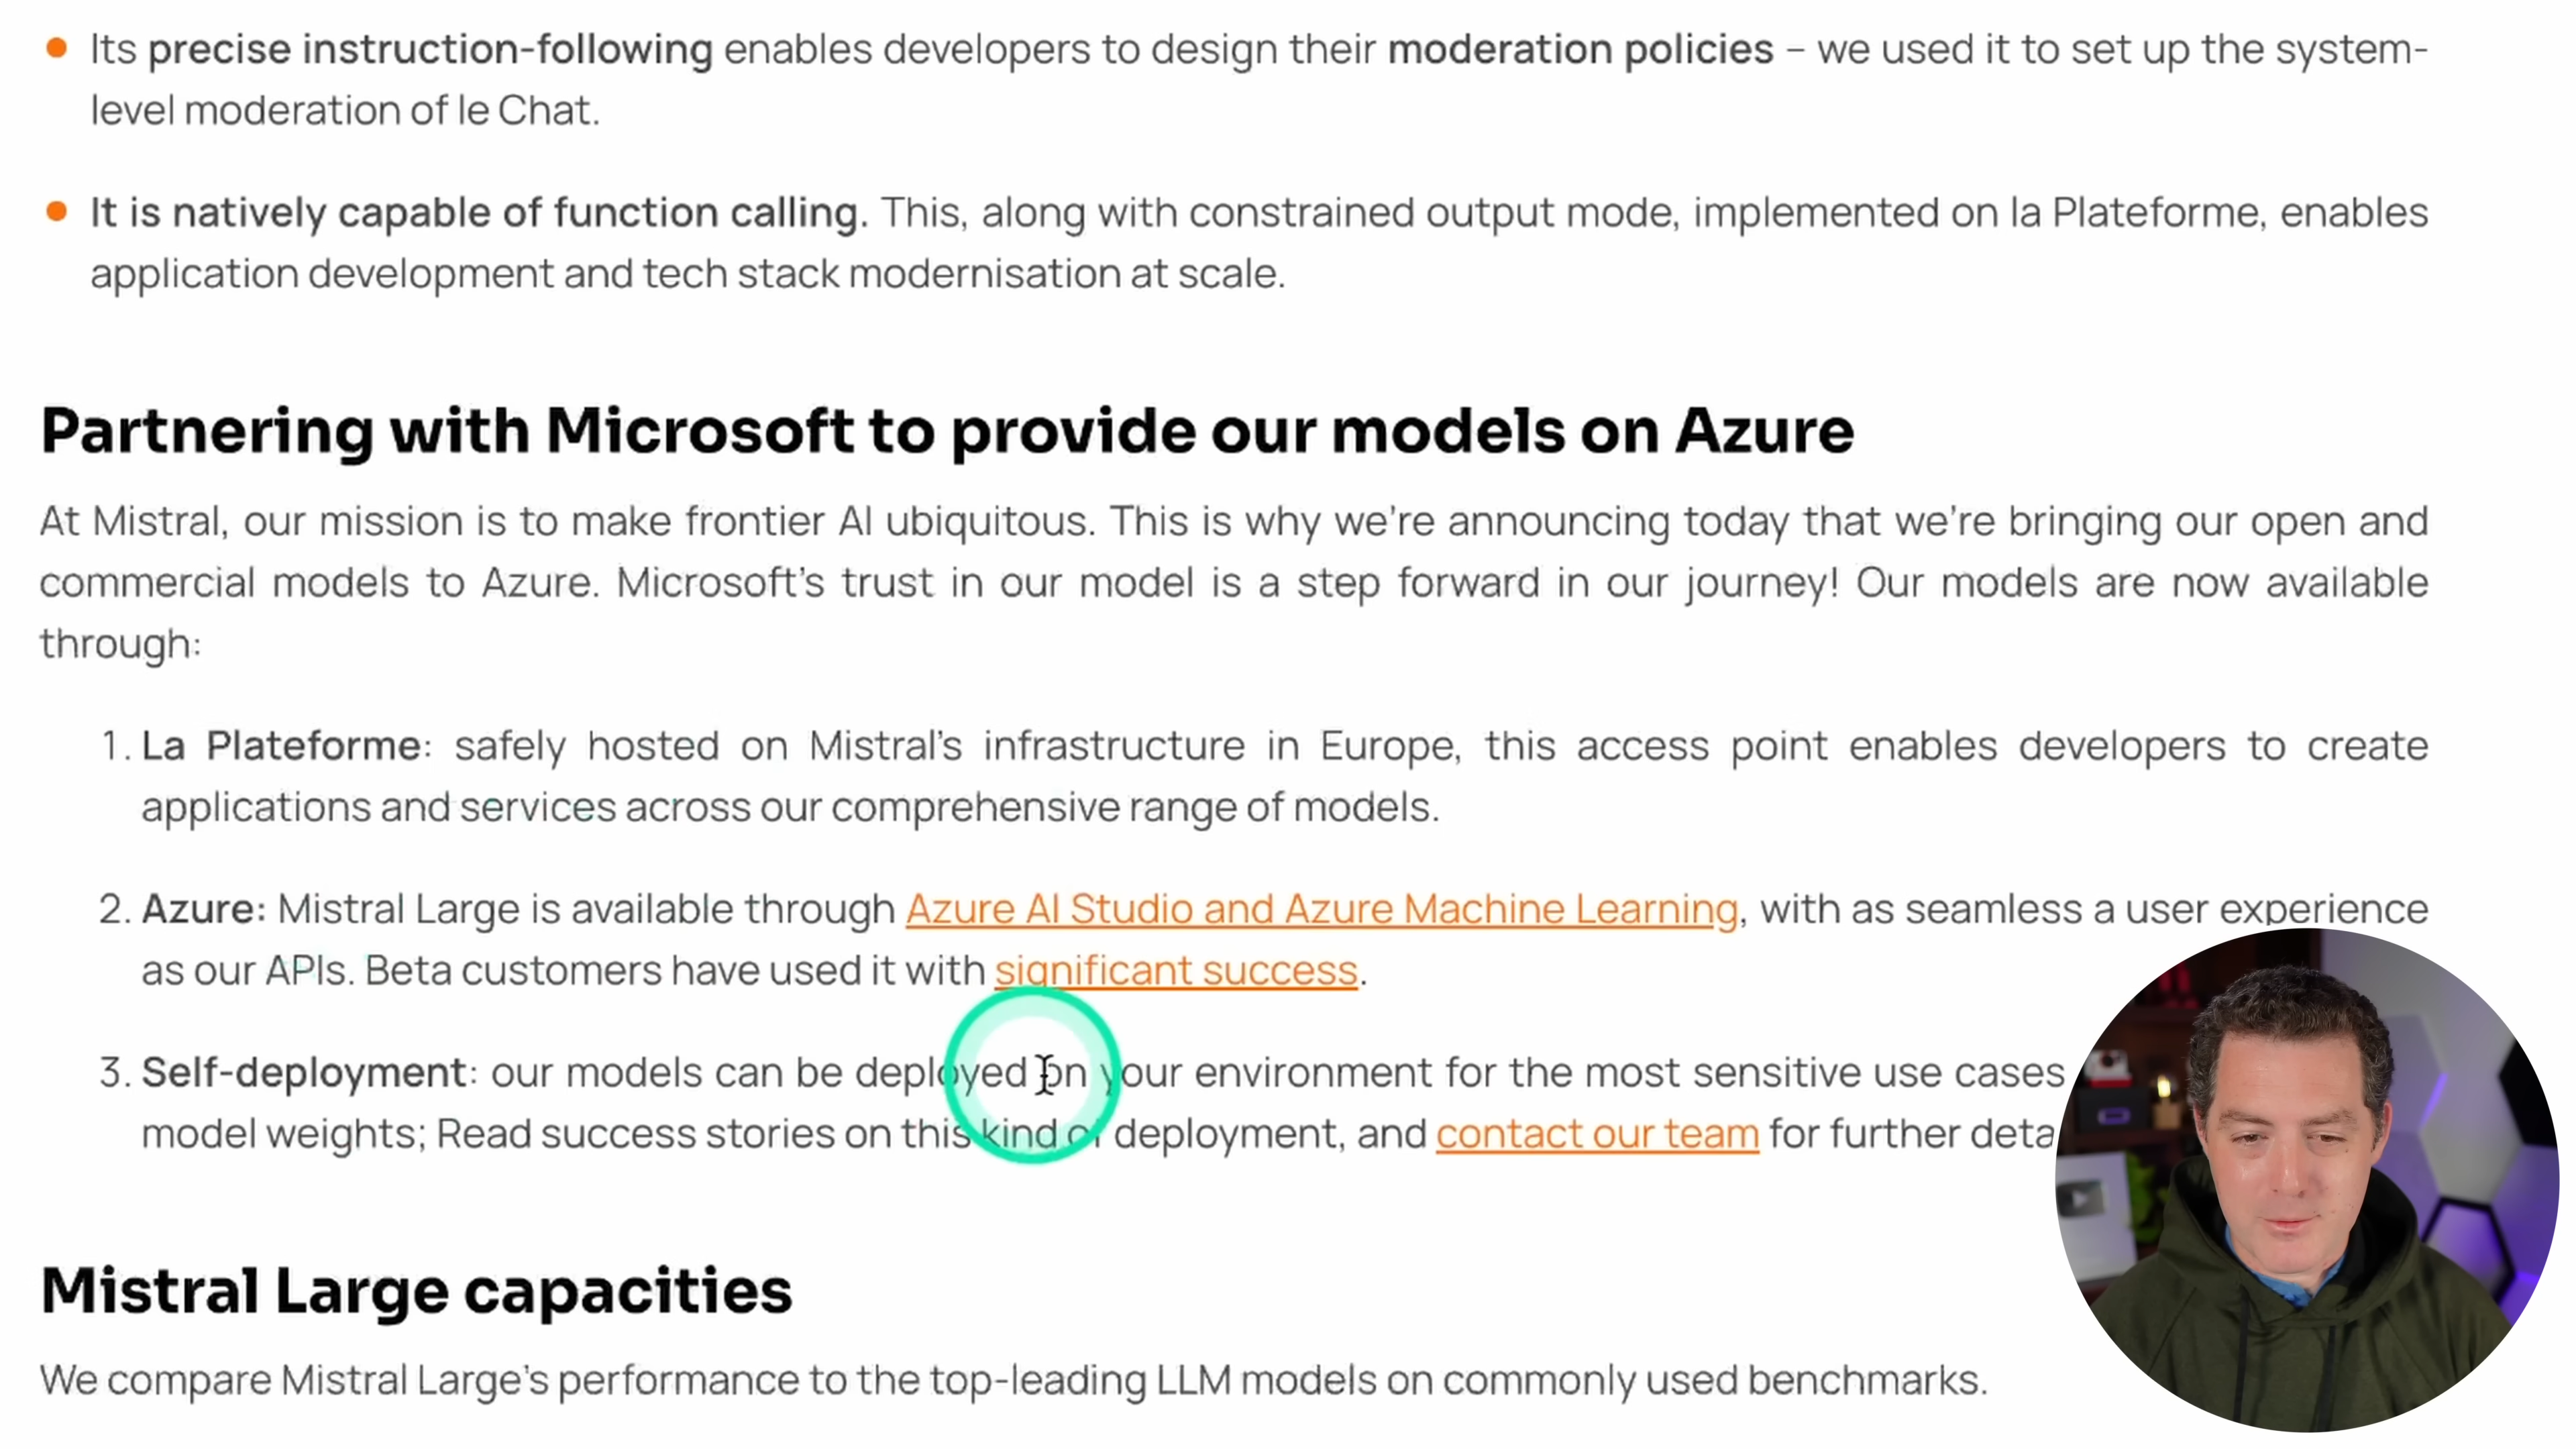 Its precise instruction-following enables developers to design their moderation policies – we used it to set up the system-
level moderation of le Chat.
It is natively capable of function calling. This, along with constrained output mode, implemented on la Plateforme, enables
application development and tech stack modernisation at scale.
Partnering with Microsoft to provide our models on Azure
At Mistral, our mission is to make frontier AI ubiquitous. This is why we're announcing today that we're bringing our open and
commercial models to Azure. Microsoft's trust in our model is a step forward in our journey! Our models are now available
through:
1. La Plateforme: safely hosted on Mistral's infrastructure in Europe, this access point enables developers to create
applications and services across our comprehensive range of models.
2. Azure: Mistral Large is available through Azure AI Studio and Azure Machine Learning, with as seamless a user experience
as our APIs. Beta customers have used it with significant success.
3. Self-deployment: our models can be deployed on your environment for the most sensitive use cases
model weights; Read success stories on this kind of deployment, and contact our team for further deta
Mistral Large capacities
We compare Mistral Large's performance to the top-leading LLM models on commonly used benchmarks.